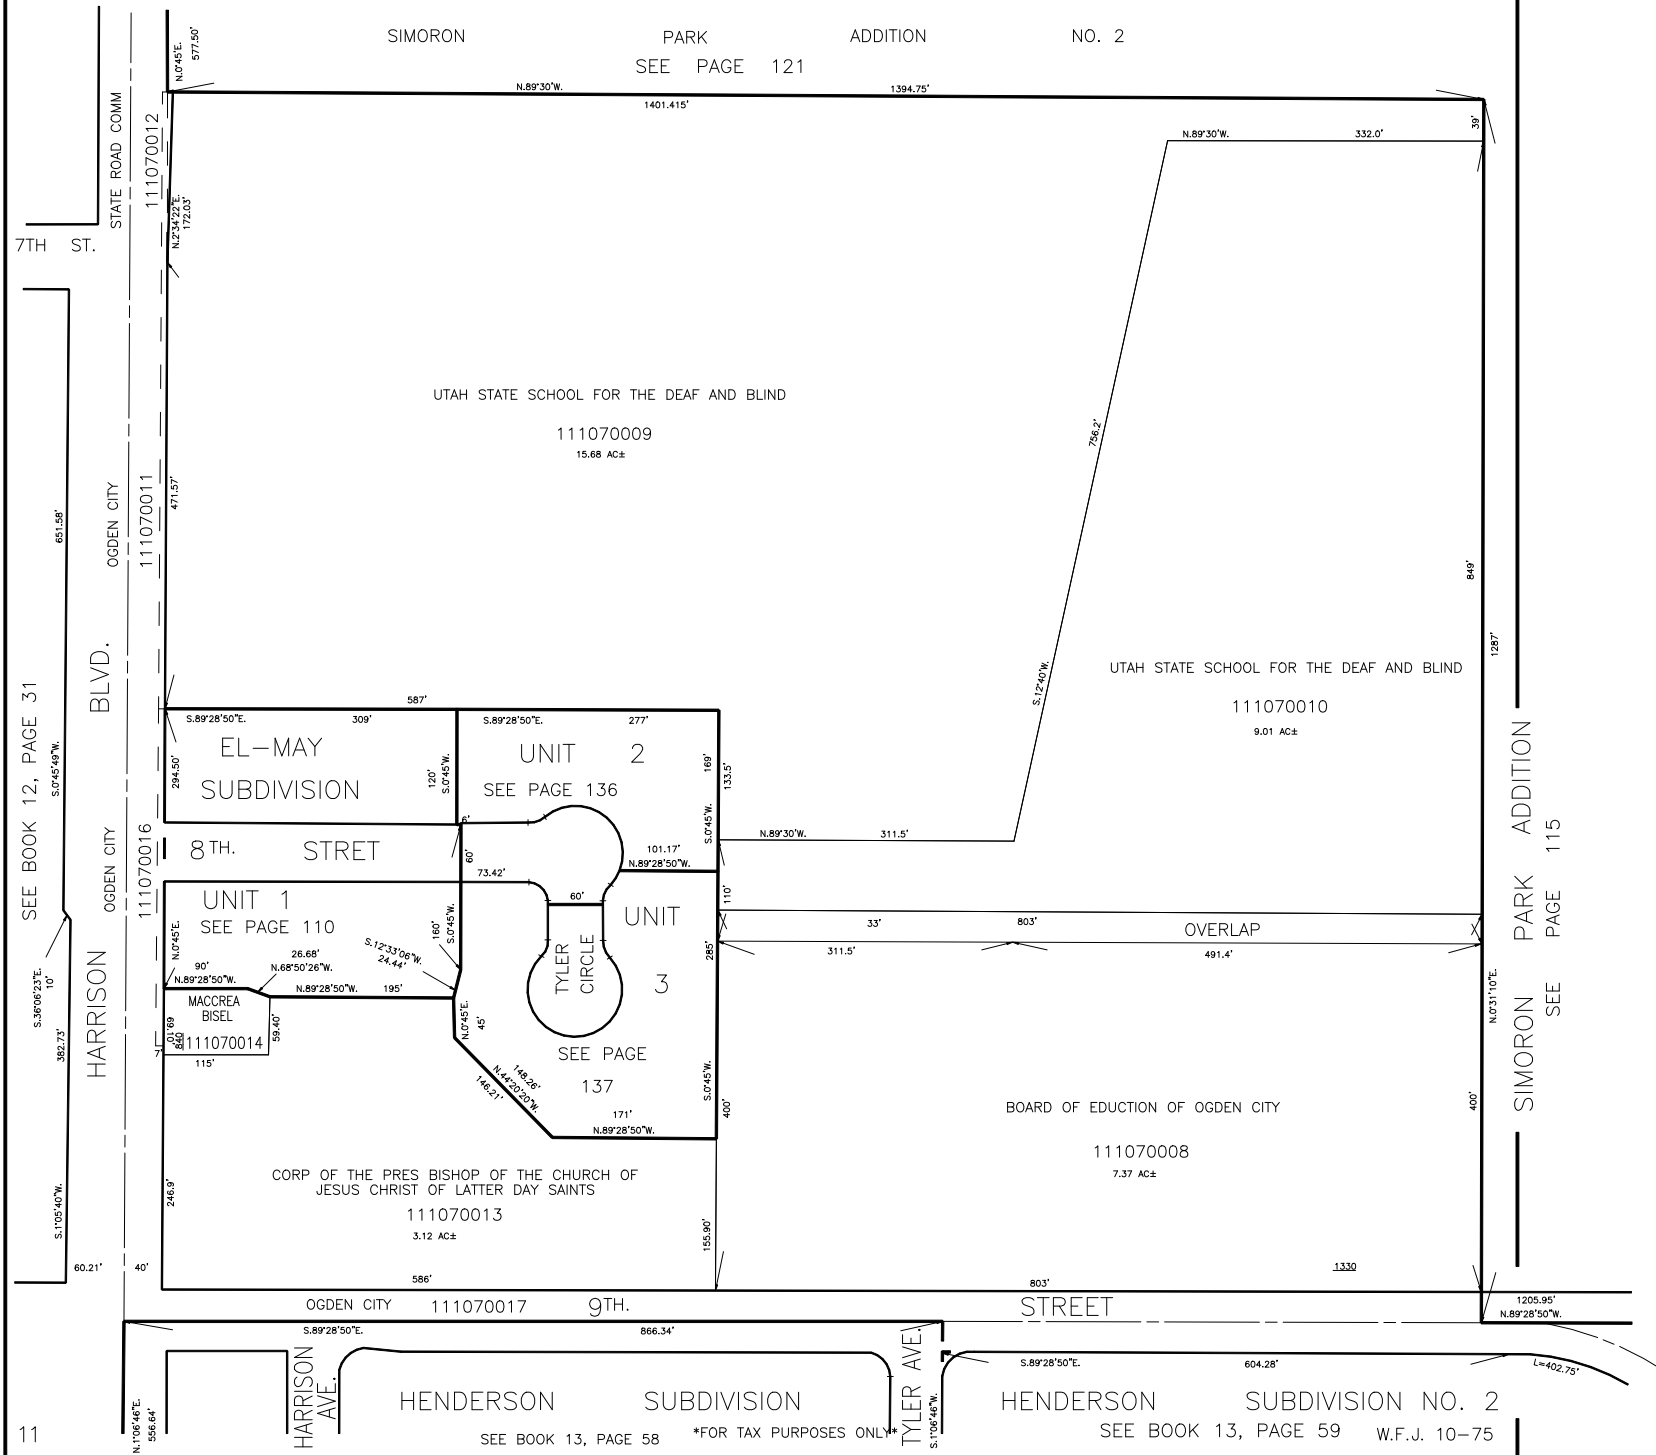 SIMORON PARK ADDITION NO. 2
SEE PAGE 121
N.0°45'E.
577.50'
N.89°30'W.
1394.75'
1401.415'
STATE ROAD COMM
111070012
N.2°34'22"E.
172.03'
7TH ST.
39'
N.89°30'W.
332.0'
UTAH STATE SCHOOL FOR THE DEAF AND BLIND
111070009
15.68 AC±
756.2'
S.12°40'W.
471.57'
OGDEN CITY
111070011
651.58'
849'
1287'
UTAH STATE SCHOOL FOR THE DEAF AND BLIND
111070010
9.01 AC±
SEE BOOK 12, PAGE 31
S.0°45'49"W.
HARRISON BLVD.
587'
S.89°28'50"E.
309'
S.89°28'50"E.
277'
EL-MAY
SUBDIVISION
294.50'
120'
S.0°45'W.
UNIT 2
SEE PAGE 136
169'
S.0°45'W.
133.5'
N.89°30'W.
311.5'
6'
60'
8TH. STRET
OGDEN CITY
111070016
73.42'
101.17'
N.89°28'50"W.
110'
UNIT 1
SEE PAGE 110
60'
UNIT
3
SEE PAGE
137
TYLER
CIRCLE
33'
803'
OVERLAP
311.5'
491.4'
285'
N.0°45'E.
160'
S.0°45'W.
S.12°33'06"W.
24.44'
90'
N.89°28'50"W.
26.68'
N.68°50'26"W.
N.89°28'50"W.
195'
MACCREA
BISEL
111070014
69.10'
840
59.40'
7'
115'
N.0°45'E.
45'
148.26'
N.44°20'20"W.
146.21'
171'
N.89°28'50"W.
S.0°45'W.
400'
S.36°06'23"E.
10'
382.73'
S.1°05'40"W.
N.0°31'10"E.
400'
SIMORON PARK ADDITION
SEE PAGE 115
BOARD OF EDUCTION OF OGDEN CITY
111070008
7.37 AC±
CORP OF THE PRES BISHOP OF THE CHURCH OF
JESUS CHRIST OF LATTER DAY SAINTS
111070013
3.12 AC±
246.9'
155.90'
60.21'
40'
586'
803'
1330
OGDEN CITY 111070017 9TH. STREET
1205.95'
N.89°28'50"W.
S.89°28'50"E.
866.34'
S.89°28'50"E.
604.28'
L=402.75'
N.1°06'46"E.
556.64'
HARRISON
AVE.
TYLER AVE.
S.1°06'46"W.
HENDERSON SUBDIVISION
SEE BOOK 13, PAGE 58
*FOR TAX PURPOSES ONLY*
HENDERSON SUBDIVISION NO. 2
SEE BOOK 13, PAGE 59
W.F.J. 10-75
11